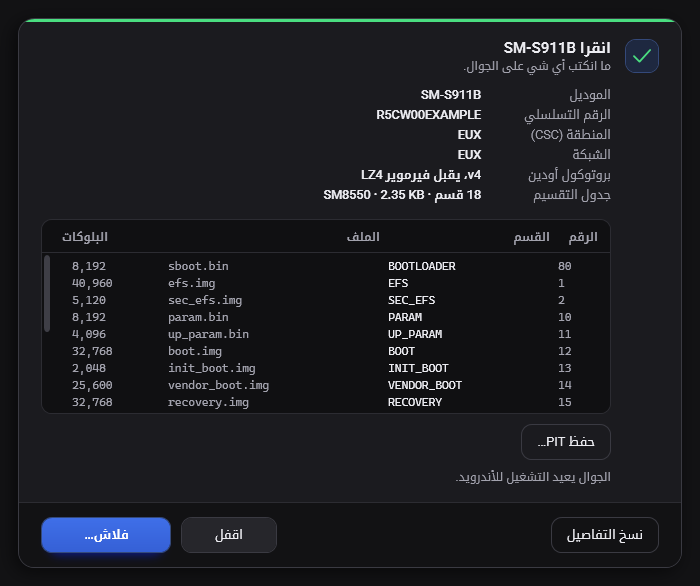 انقرا SM-S911B
ما انكتب أي شي على الجوال.
الموديل SM-S911B
الرقم التسلسلي R5CW00EXAMPLE
المنطقة (CSC) EUX
الشبكة EUX
بروتوكول أودين v4، يقبل فيرموير LZ4
جدول التقسيم 18 قسم · SM8550 · 2.35 KB
الرقم القسم الملف البلوكات
80 BOOTLOADER sboot.bin 8,192
1 EFS efs.img 40,960
2 SEC_EFS sec_efs.img 5,120
10 PARAM param.bin 8,192
11 UP_PARAM up_param.bin 4,096
12 BOOT boot.img 32,768
13 INIT_BOOT init_boot.img 2,048
14 VENDOR_BOOT vendor_boot.img 25,600
15 RECOVERY recovery.img 32,768
حفظ PIT...
الجوال يعيد التشغيل للأندرويد.
نسخ التفاصيل اقفل فلاش...